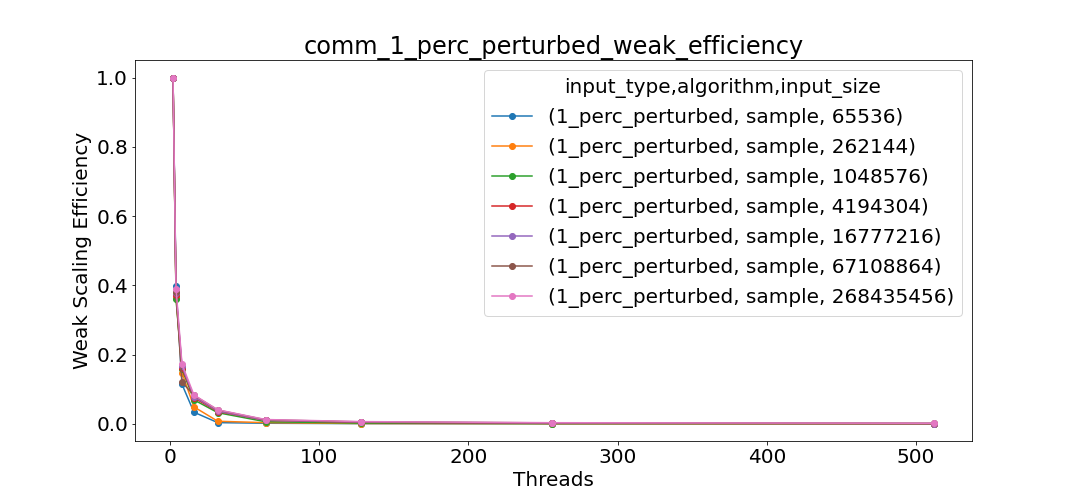 comm_1_perc_perturbed_weak_efficiency
Weak Scaling Efficiency
1.0
0.8
0.6
0.4
0.2
0.0
input_type,algorithm,input_size
(1_perc_perturbed, sample, 65536)
(1_perc_perturbed, sample, 262144)
(1_perc_perturbed, sample, 1048576)
(1_perc_perturbed, sample, 4194304)
(1_perc_perturbed, sample, 16777216)
(1_perc_perturbed, sample, 67108864)
(1_perc_perturbed, sample, 268435456)
0 100 200 300 400 500
Threads